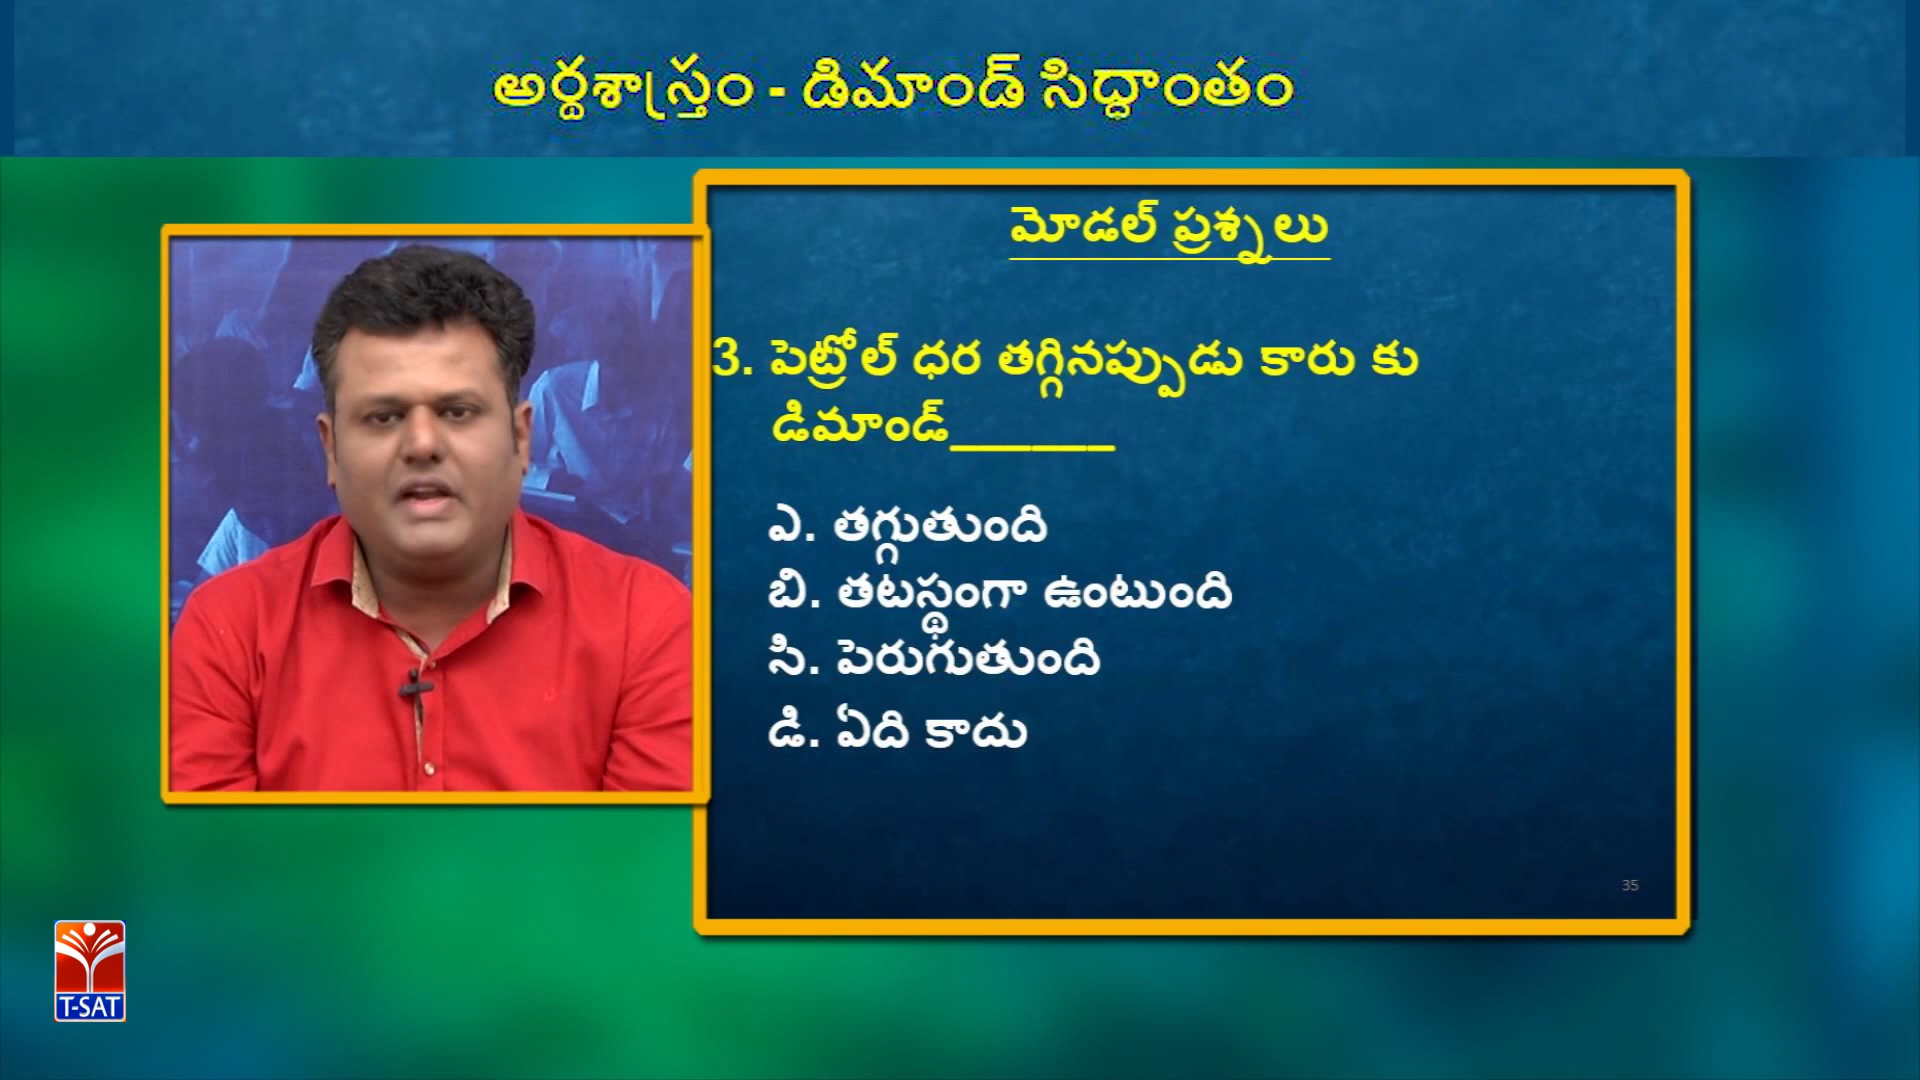 అర్థశాస్త్రం - డిమాండ్ సిద్ధాంతం
మోడల్ ప్రశ్నలు
3. పెట్రోల్ ధర తగ్గినప్పుడు కారు కు
డిమాండ్______
ఎ. తగ్గుతుంది
బి. తటస్థంగా ఉంటుంది
సి. పెరుగుతుంది
డి. ఏది కాదు
35
T-SAT